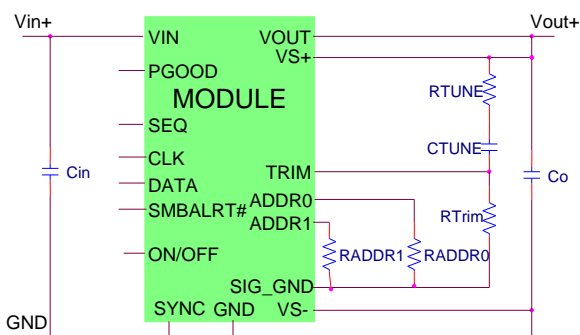 Vin+
Vout+
VIN
VOUT
VS+
PGOOD
RTUNE
MODULE
SEQ
CTUNE
CLK
TRIM
Cin
Co
DATA
ADDR0
SMBALRT#
ADDR1
RTrim
ON/OFF
RADDR1
RADDR0
SIG_GND
GND
SYNC
GND
VS-